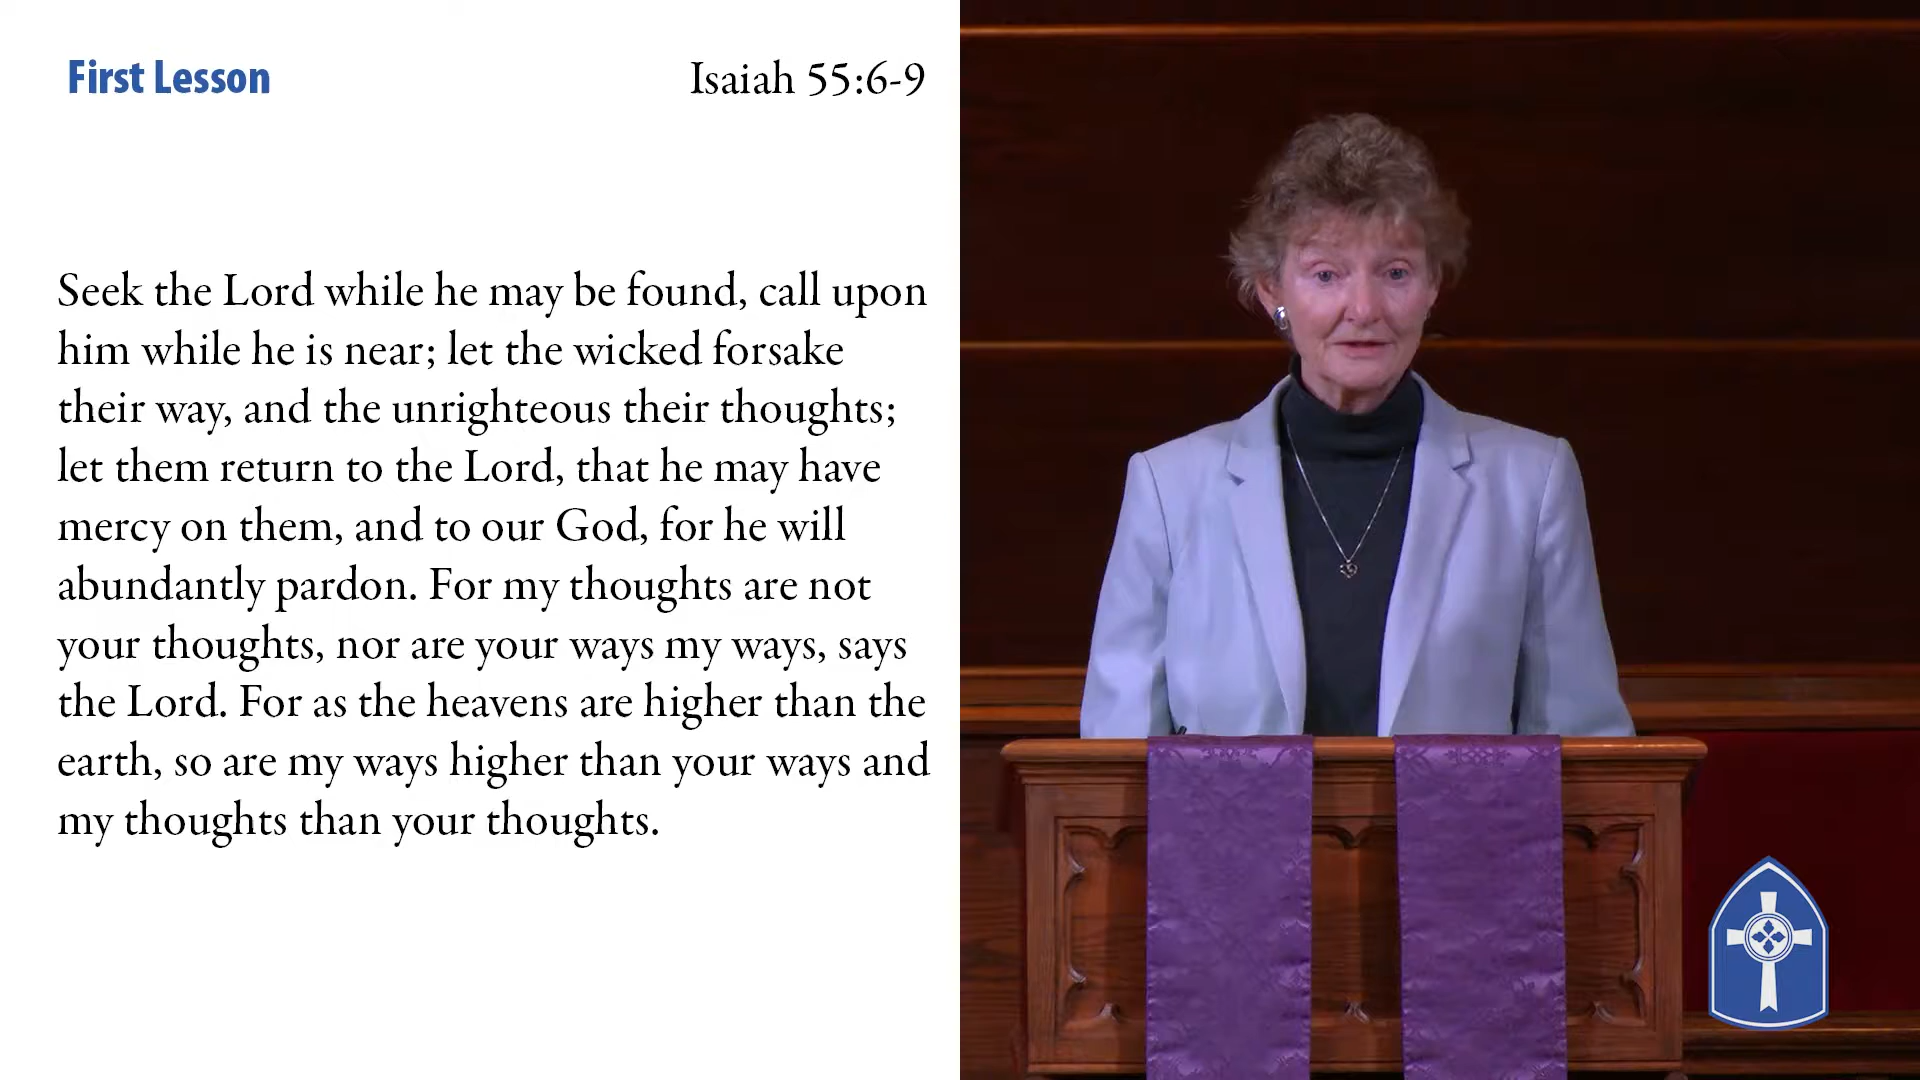 First Lesson
Isaiah 55:6-9
Seek the Lord while he may be found, call upon
him while he is near; let the wicked forsake
their way, and the unrighteous their thoughts;
let them return to the Lord, that he may have
mercy on them, and to our God, for he will
abundantly pardon. For my thoughts are not
your thoughts, nor are your ways my ways, says
the Lord. For as the heavens are higher than the
earth, so are my ways higher than your ways and
my thoughts than your thoughts.